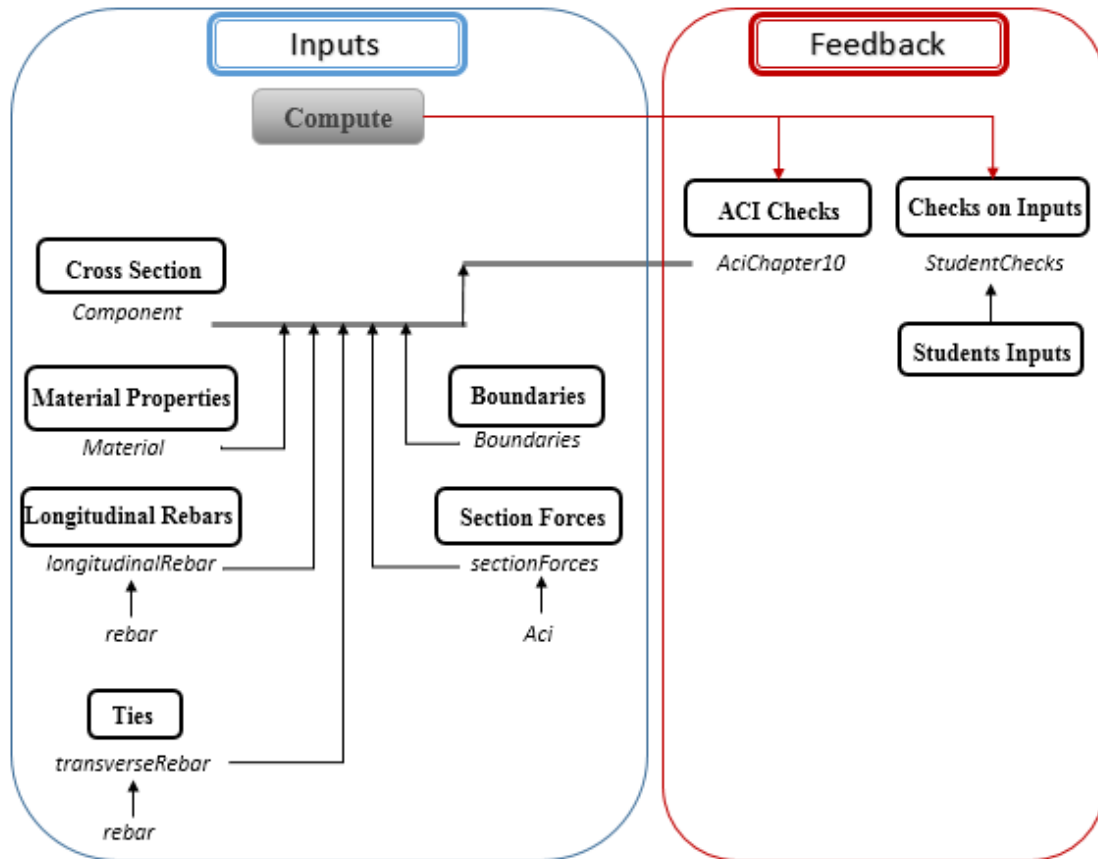 Inputs
Feedback
Compute
ACI Checks
Checks on Inputs
Cross Section
AciChapter10
StudentChecks
Component
Students Inputs
Material Properties
Boundaries
Material
Boundaries
Longitudinal Rebars
Section Forces
longitudinalRebar
sectionForces
rebar
Aci
Ties
transverseRebar
rebar